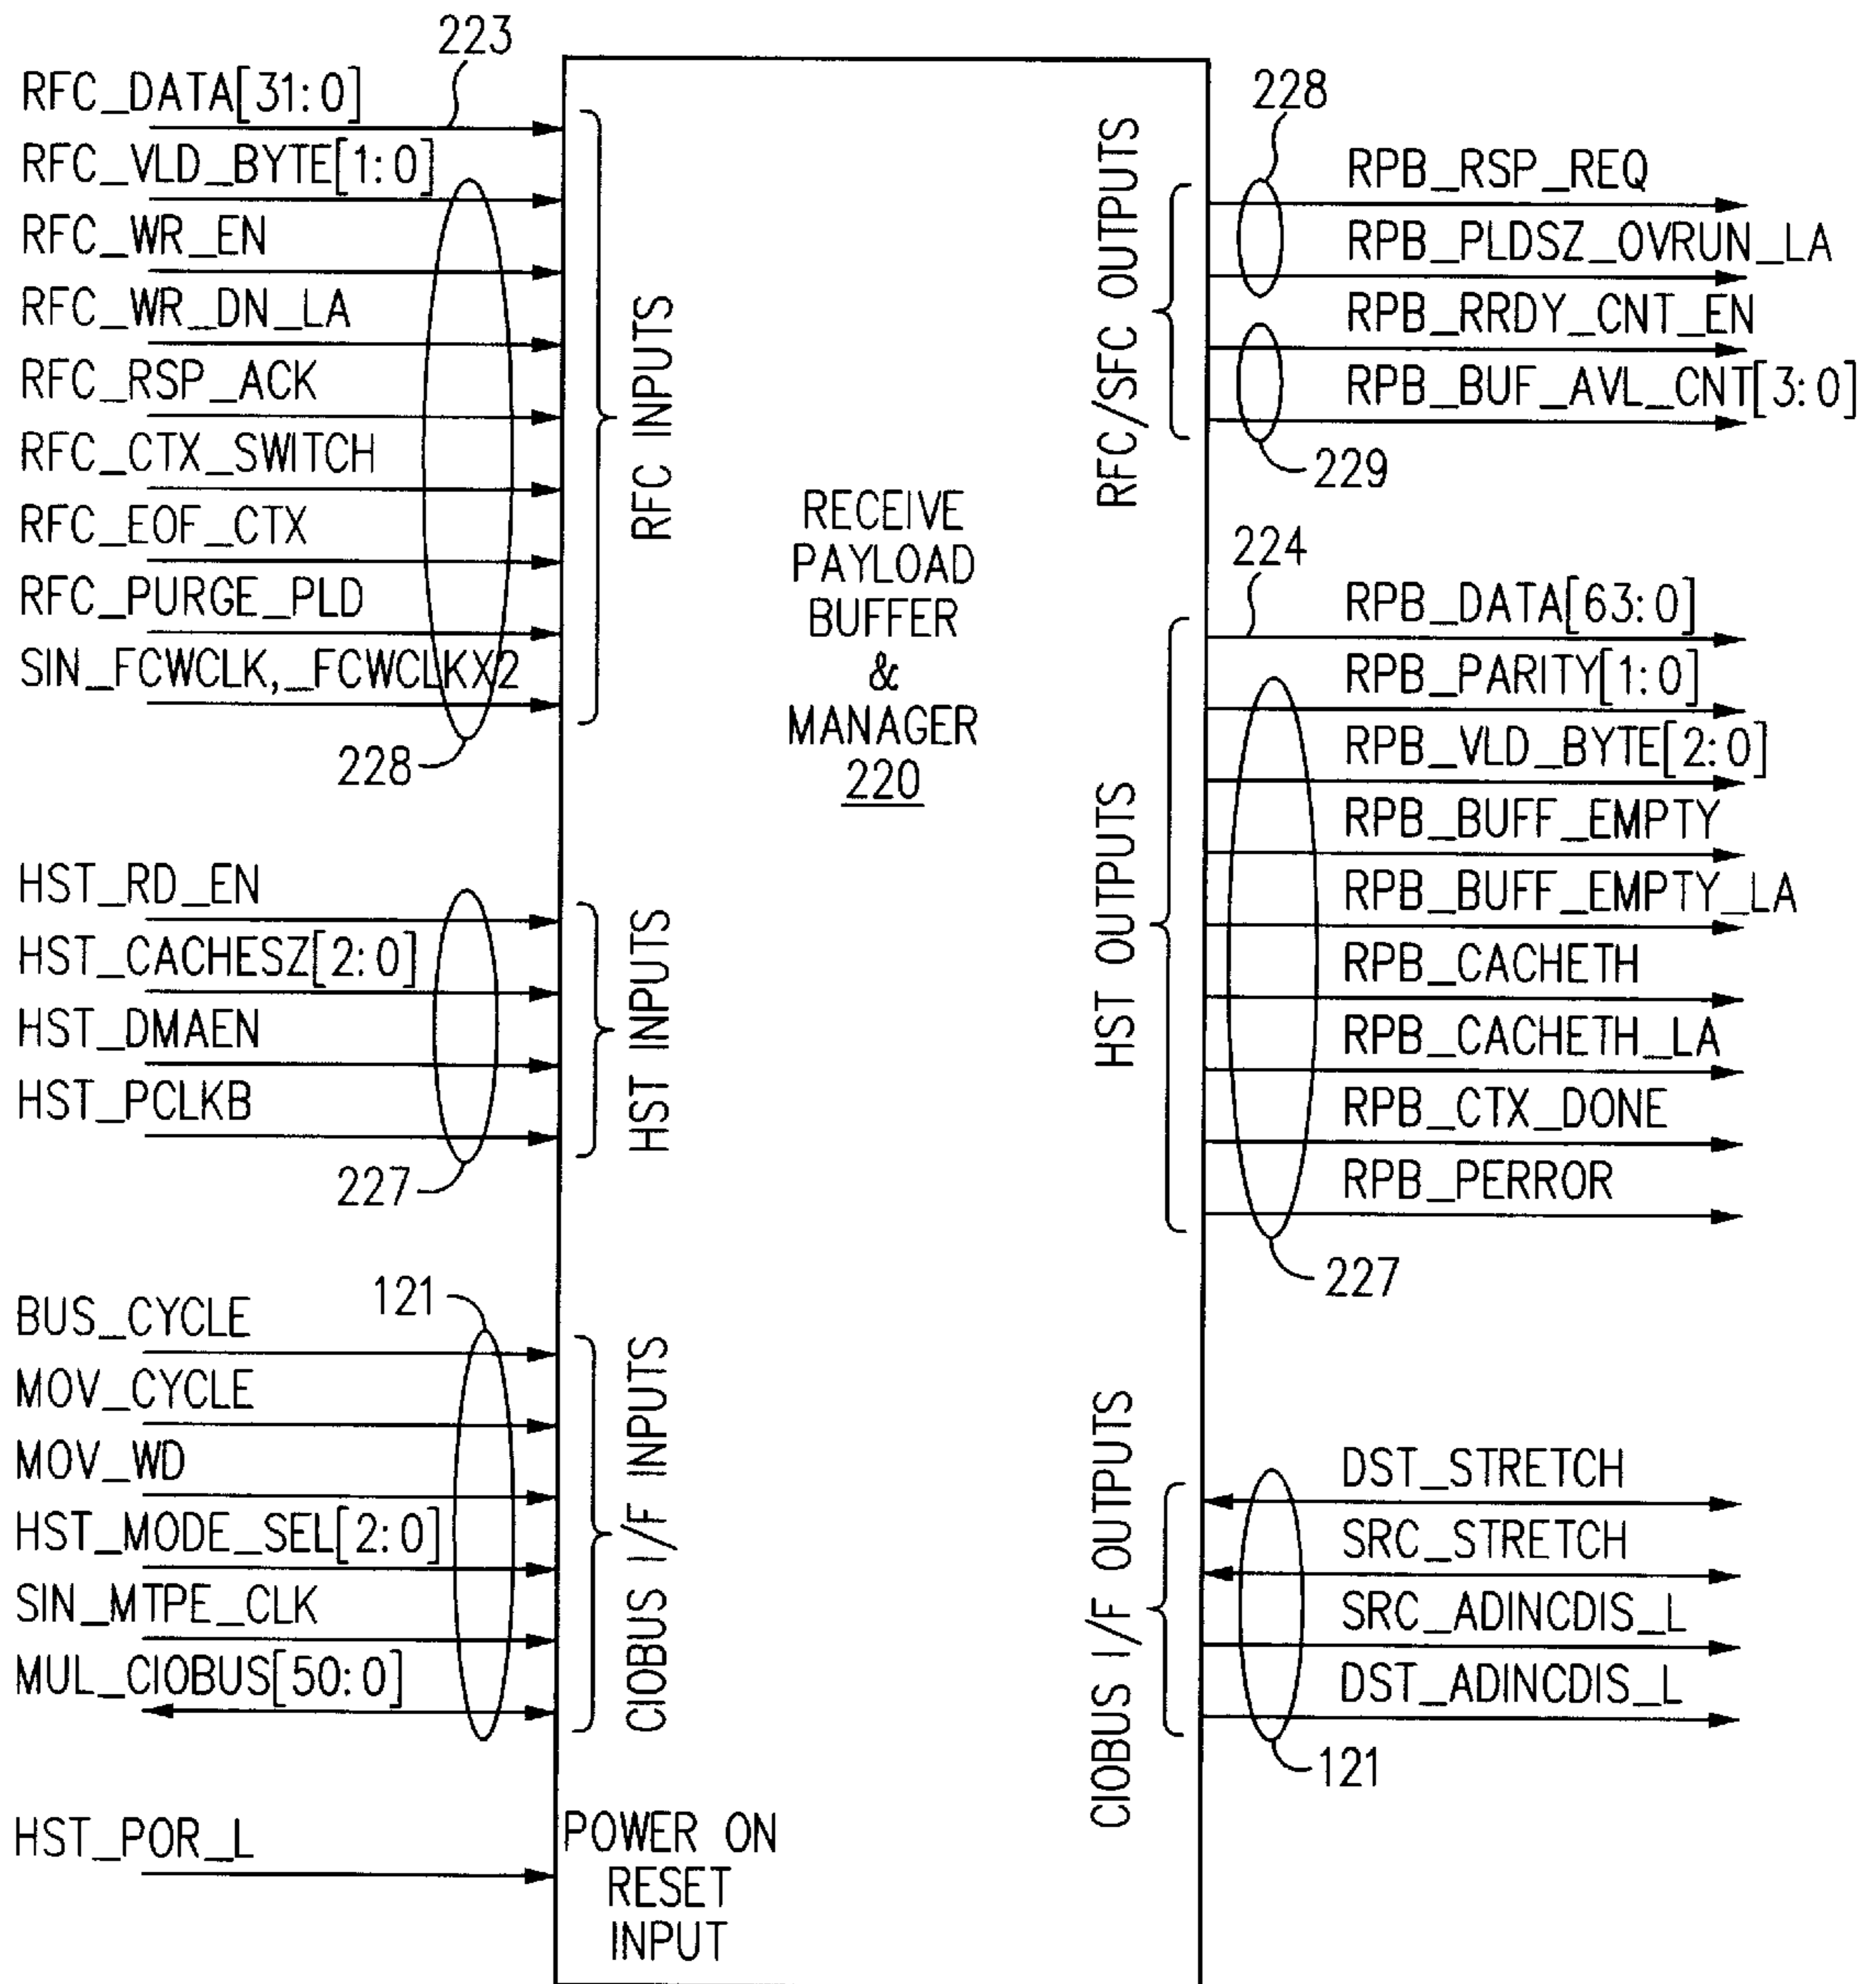 223
RFC_DATA[31:0]
RFC_VLD_BYTE[1:0]
RFC_WR_EN
RFC_WR_DN_LA
RFC_RSP_ACK
RFC_CTX_SWITCH
RFC_EOF_CTX
RFC_PURGE_PLD
SIN_FCWCLK,_FCWCLKX2
228
RFC INPUTS
HST_RD_EN
HST_CACHESZ[2:0]
HST_DMAEN
HST_PCLKB
227
HST INPUTS
121
BUS_CYCLE
MOV_CYCLE
MOV_WD
HST_MODE_SEL[2:0]
SIN_MTPE_CLK
MUL_CIOBUS[50:0]
CIOBUS I/F INPUTS
HST_POR_L
POWER ON
RESET
INPUT
RECEIVE
PAYLOAD
BUFFER
&
MANAGER
220
RFC/SFC OUTPUTS
228
RPB_RSP_REQ
RPB_PLDSZ_OVRUN_LA
RPB_RRDY_CNT_EN
RPB_BUF_AVL_CNT[3:0]
229
HST OUTPUTS
224
RPB_DATA[63:0]
RPB_PARITY[1:0]
RPB_VLD_BYTE[2:0]
RPB_BUFF_EMPTY
RPB_BUFF_EMPTY_LA
RPB_CACHETH
RPB_CACHETH_LA
RPB_CTX_DONE
RPB_PERROR
227
CIOBUS I/F OUTPUTS
DST_STRETCH
SRC_STRETCH
SRC_ADINCDIS_L
DST_ADINCDIS_L
121